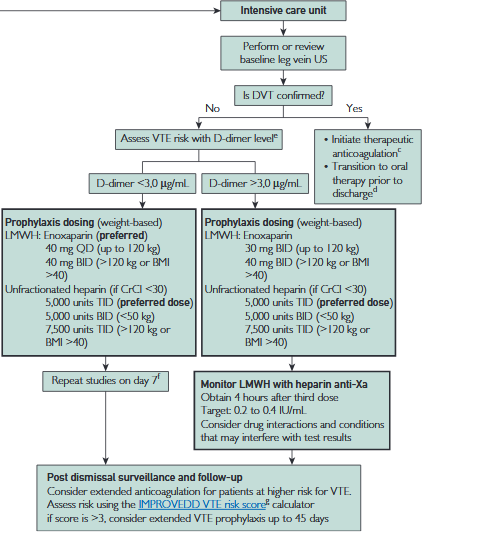 Intensive care unit
Perform or review
baseline leg vein US
Is DVT confirmed?
No
Yes
Assess VTE risk with D-dimer level^e
• Initiate therapeutic
anticoagulation^c
• Transition to oral
therapy prior to
discharge^d
D-dimer <3,0 µg/mL
D-dimer >3,0 µg/mL
Prophylaxis dosing (weight-based)
LMWH: Enoxaparin (preferred)
40 mg QD (up to 120 kg)
40 mg BID (>120 kg or BMI
>40)
Unfractionated heparin (if CrCl <30)
5,000 units TID (preferred dose)
5,000 units BID (<50 kg)
7,500 units TID (>120 kg or
BMI >40)
Prophylaxis dosing (weight-based)
LMWH: Enoxaparin
30 mg BID (up to 120 kg)
40 mg BID (>120 kg or BMI
>40)
Unfractionated heparin (if CrCl <30)
5,000 units TID (preferred dose)
5,000 units BID (<50 kg)
7,500 units TID (>120 kg or
BMI >40)
Repeat studies on day 7^f
Monitor LMWH with heparin anti-Xa
Obtain 4 hours after third dose
Target: 0.2 to 0.4 IU/mL
Consider drug interactions and conditions
that may interfere with test results
Post dismissal surveillance and follow-up
Consider extended anticoagulation for patients at higher risk for VTE.
Assess risk using the IMPROVEDD VTE risk score^g calculator
if score is >3, consider extended VTE prophylaxis up to 45 days